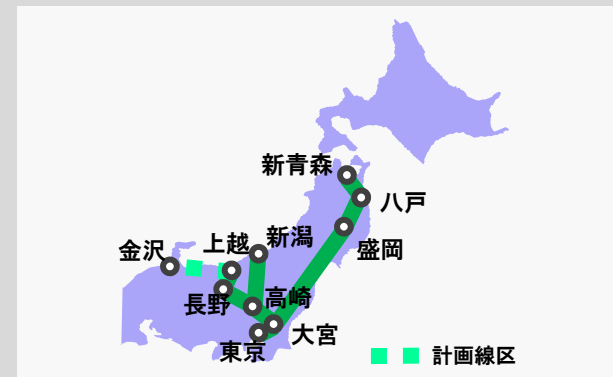 新青森
八戸
盛岡
新潟
上越
金沢
長野
高崎
大宮
東京
計画線区